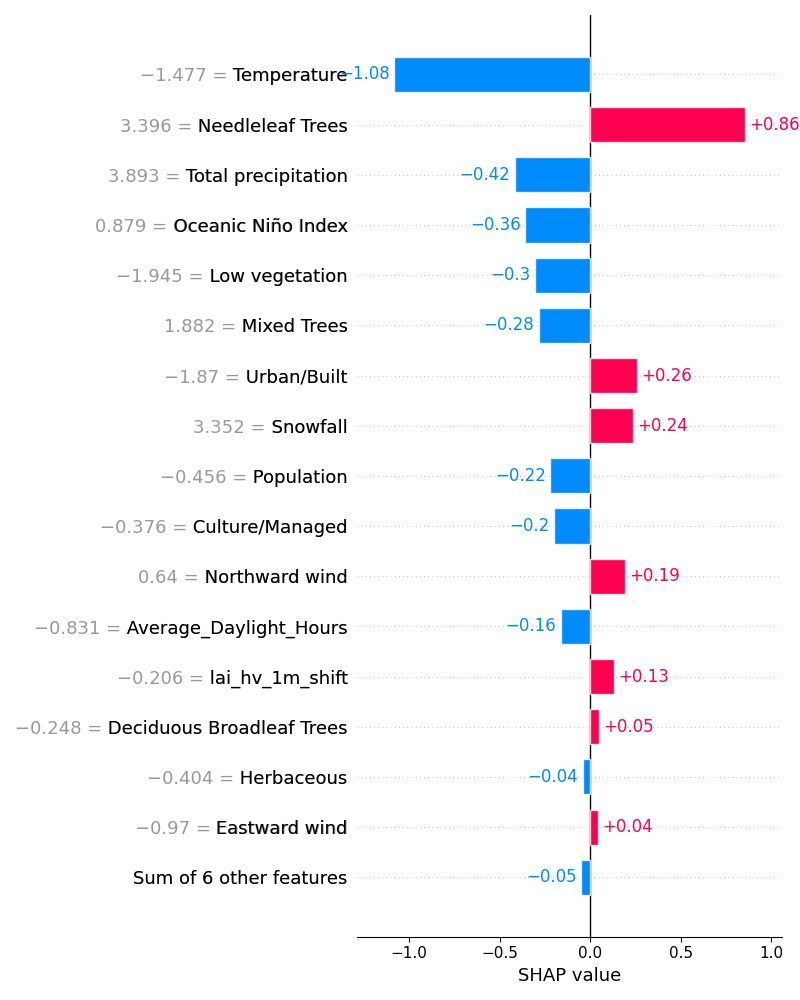 −1.477 = Temperature −1.08
3.396 = Needleleaf Trees +0.86
3.893 = Total precipitation −0.42
0.879 = Oceanic Niño Index −0.36
−1.945 = Low vegetation −0.3
1.882 = Mixed Trees −0.28
−1.87 = Urban/Built +0.26
3.352 = Snowfall +0.24
−0.456 = Population −0.22
−0.376 = Culture/Managed −0.2
0.64 = Northward wind +0.19
−0.831 = Average_Daylight_Hours −0.16
−0.206 = lai_hv_1m_shift +0.13
−0.248 = Deciduous Broadleaf Trees +0.05
−0.404 = Herbaceous −0.04
−0.97 = Eastward wind +0.04
Sum of 6 other features −0.05
−1.0 −0.5 0.0 0.5 1.0
SHAP value